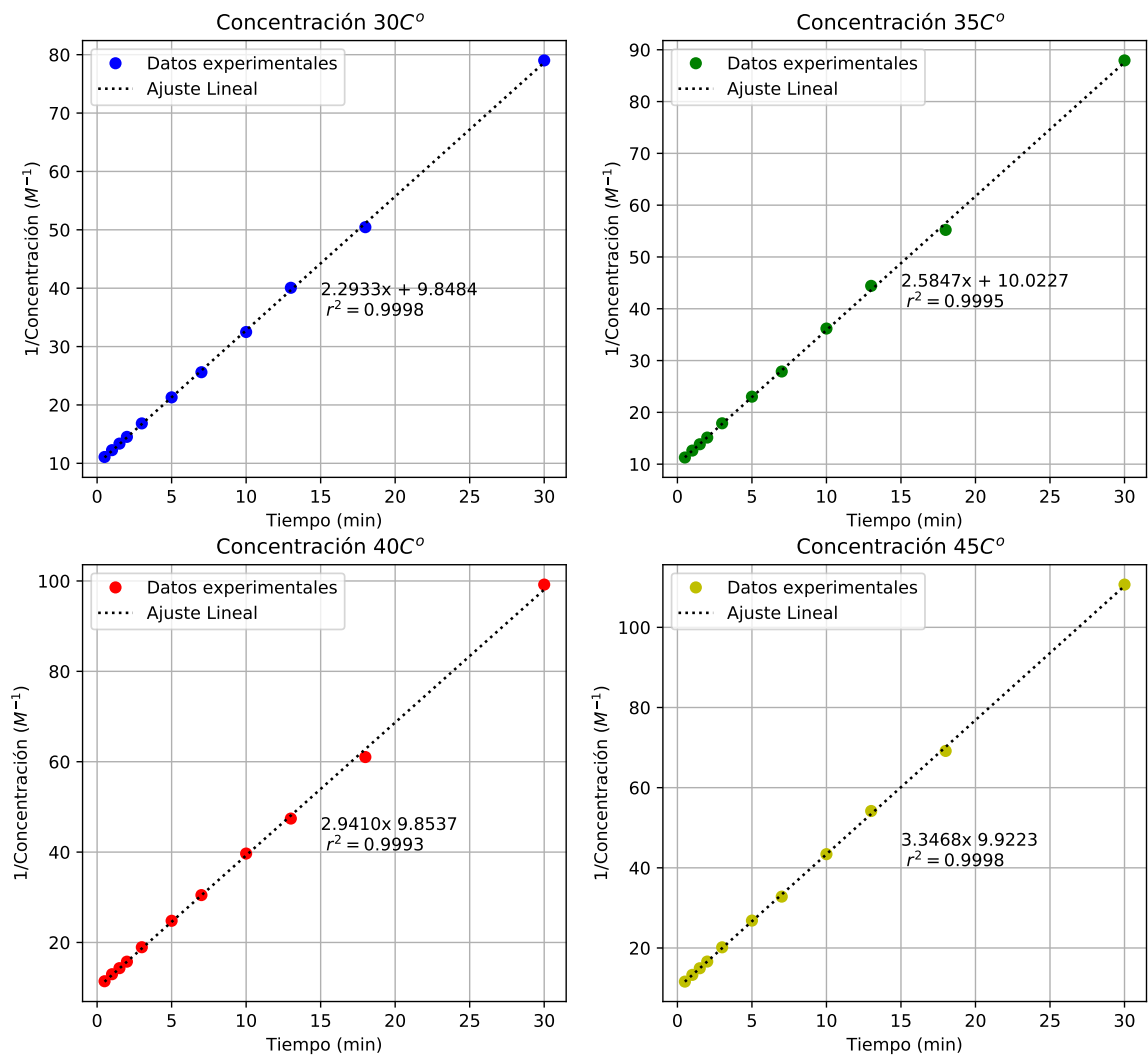 Concentración 30C°
1/Concentración (M⁻¹)
80
70
60
50
40
30
20
10
Datos experimentales
Ajuste Lineal
2.2933x + 9.8484
r² = 0.9998
0 5 10 15 20 25 30
Tiempo (min)
Concentración 35C°
1/Concentración (M⁻¹)
90
80
70
60
50
40
30
20
10
Datos experimentales
Ajuste Lineal
2.5847x + 10.0227
r² = 0.9995
0 5 10 15 20 25 30
Tiempo (min)
Concentración 40C°
1/Concentración (M⁻¹)
100
80
60
40
20
Datos experimentales
Ajuste Lineal
2.9410x 9.8537
r² = 0.9993
0 5 10 15 20 25 30
Tiempo (min)
Concentración 45C°
1/Concentración (M⁻¹)
100
80
60
40
20
Datos experimentales
Ajuste Lineal
3.3468x 9.9223
r² = 0.9998
0 5 10 15 20 25 30
Tiempo (min)